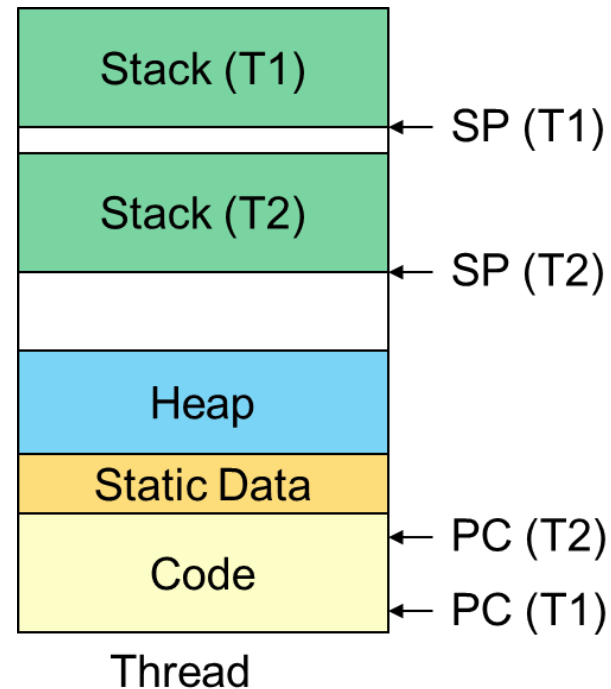 Stack (T1)
SP (T1)
Stack (T2)
SP (T2)
Heap
Static Data
PC (T2)
Code
PC (T1)
Thread